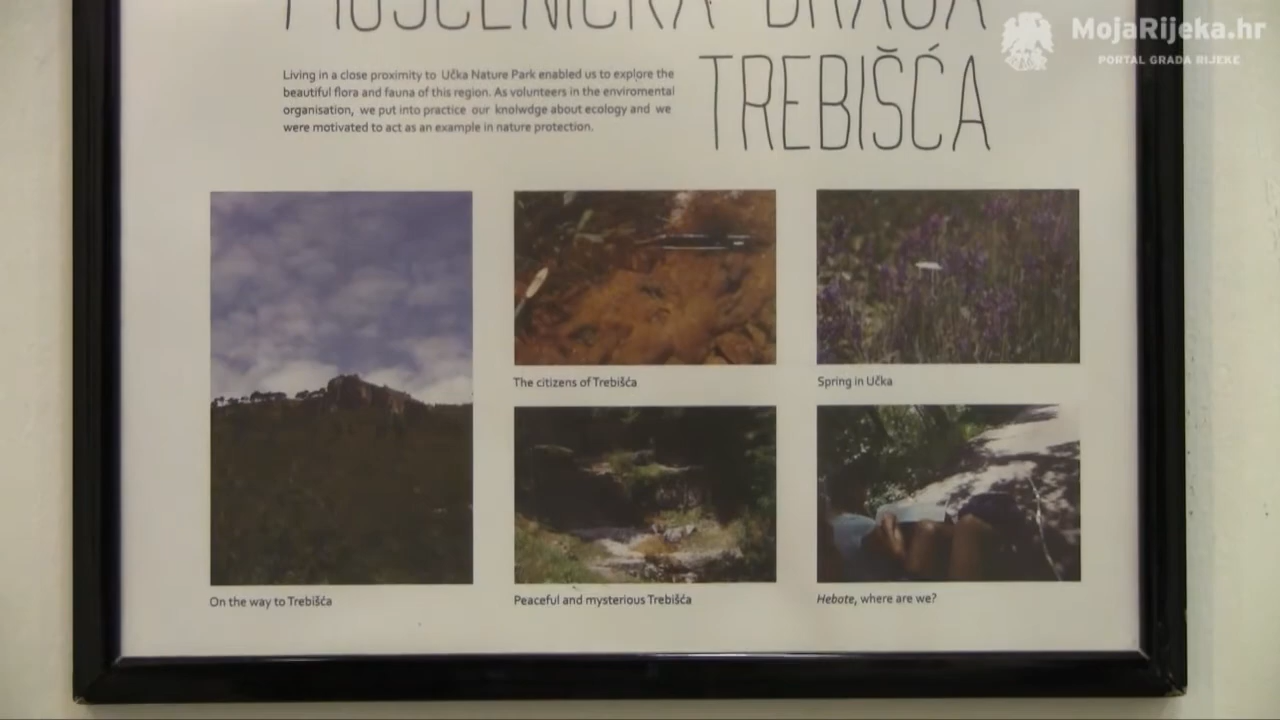 MOŠĆENIČKA DRAGA
TREBIŠĆA
MojaRijeka.hr
PORTAL GRADA RIJEKE
Living in a close proximity to Učka Nature Park enabled us to explore the
beautiful flora and fauna of this region. As volunteers in the enviromental
organisation, we put into practice our knolwdge about ecology and we
were motivated to act as an example in nature protection.
The citizens of Trebišća
Spring in Učka
On the way to Trebišća
Peaceful and mysterious Trebišća
Hebote, where are we?